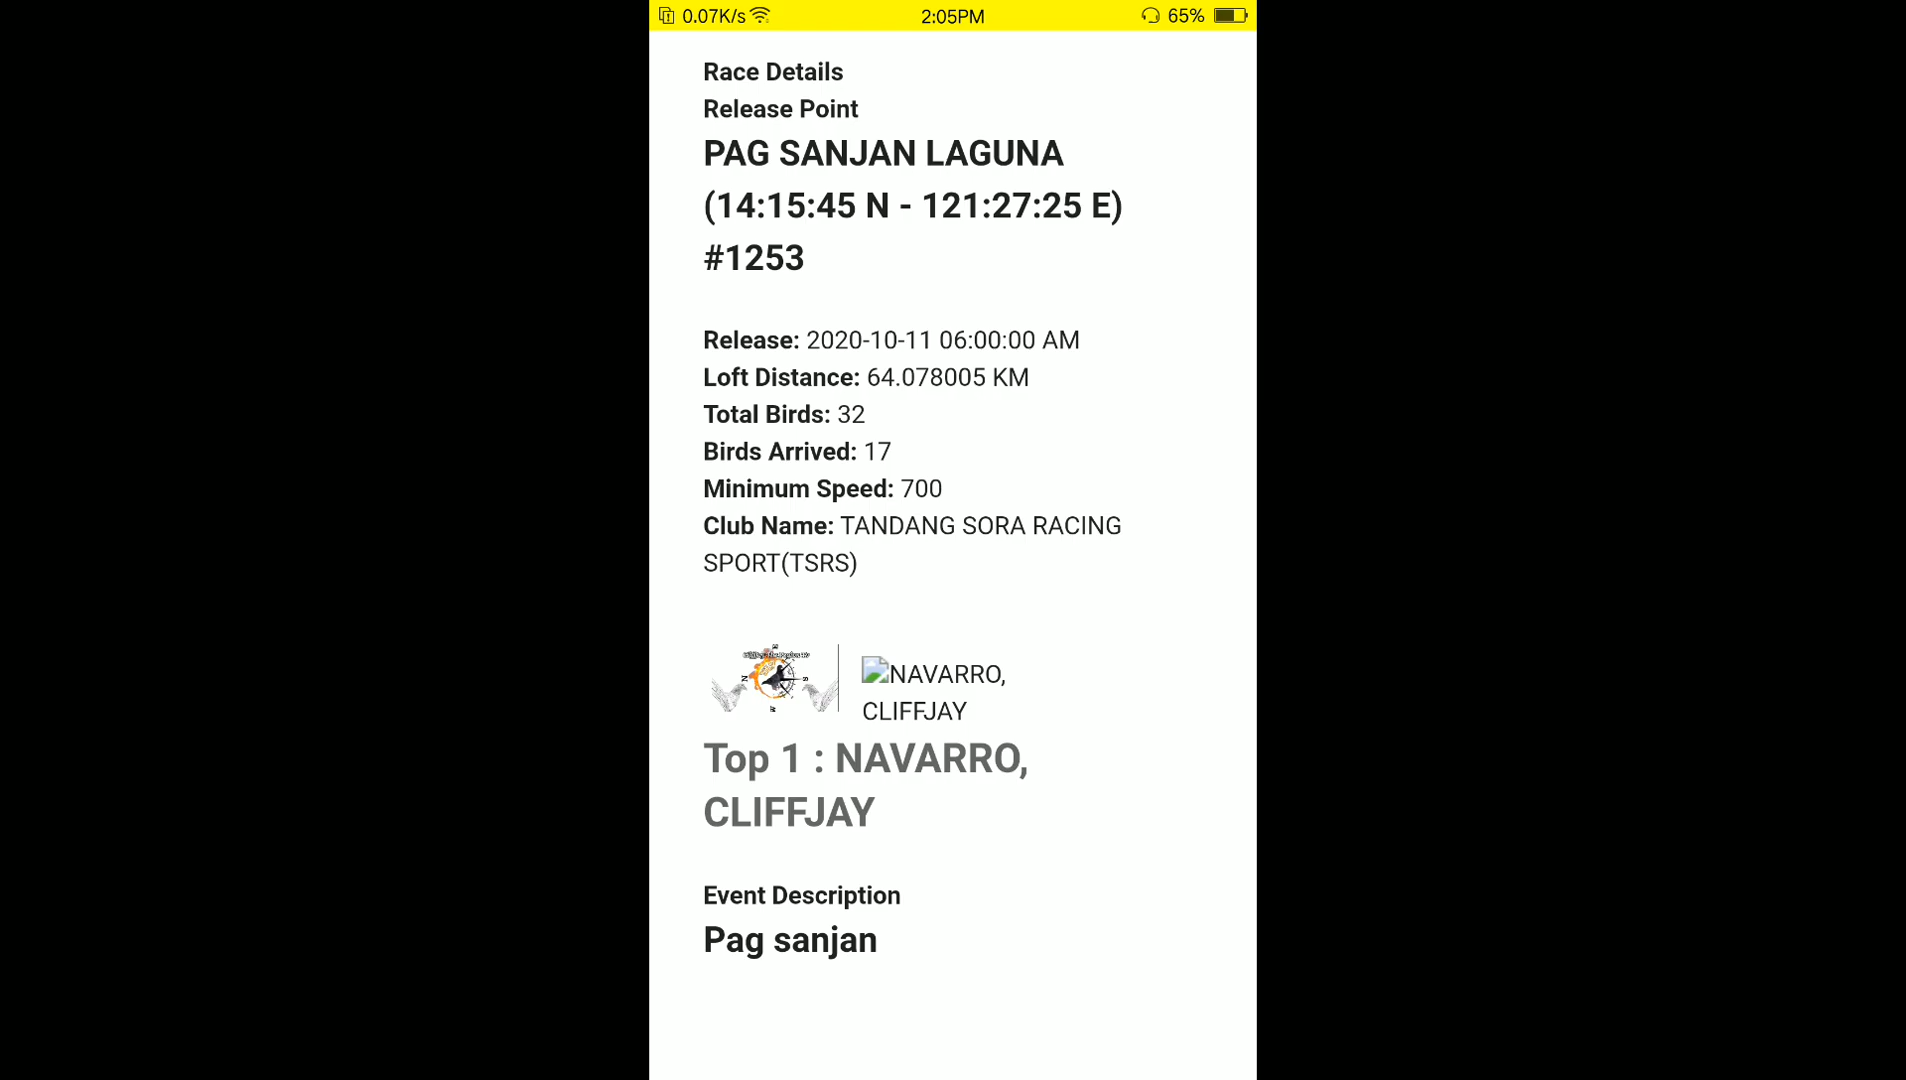 0.07K/s 2:05PM 65%
Race Details
Release Point
PAG SANJAN LAGUNA
(14:15:45 N - 121:27:25 E)
#1253
Release: 2020-10-11 06:00:00 AM
Loft Distance: 64.078005 KM
Total Birds: 32
Birds Arrived: 17
Minimum Speed: 700
Club Name: TANDANG SORA RACING
SPORT(TSRS)
NAVARRO,
CLIFFJAY
Top 1 : NAVARRO,
CLIFFJAY
Event Description
Pag sanjan